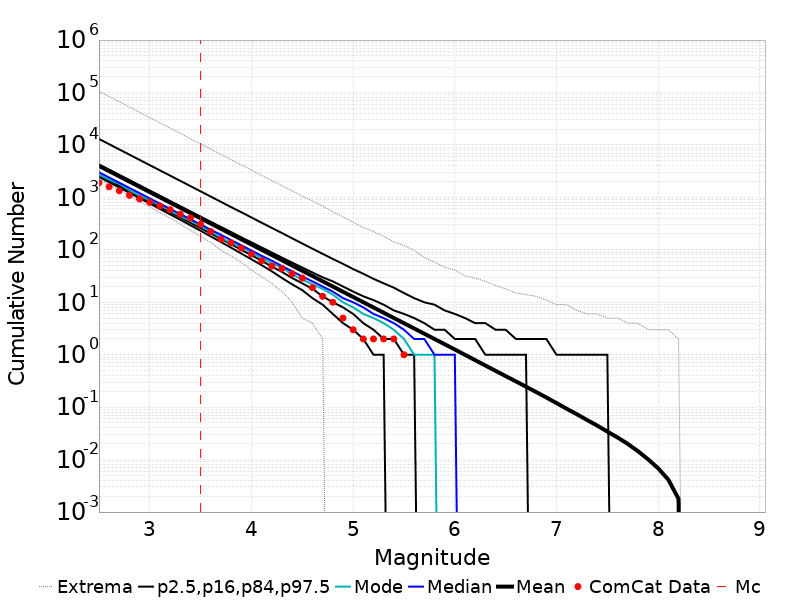 10^6
10^5
10^4
10^3
10^2
10^1
10^0
10^-1
10^-2
10^-3
Cumulative Number
3 4 5 6 7 8 9
Magnitude
Extrema p2.5,p16,p84,p97.5 Mode Median Mean ComCat Data Mc